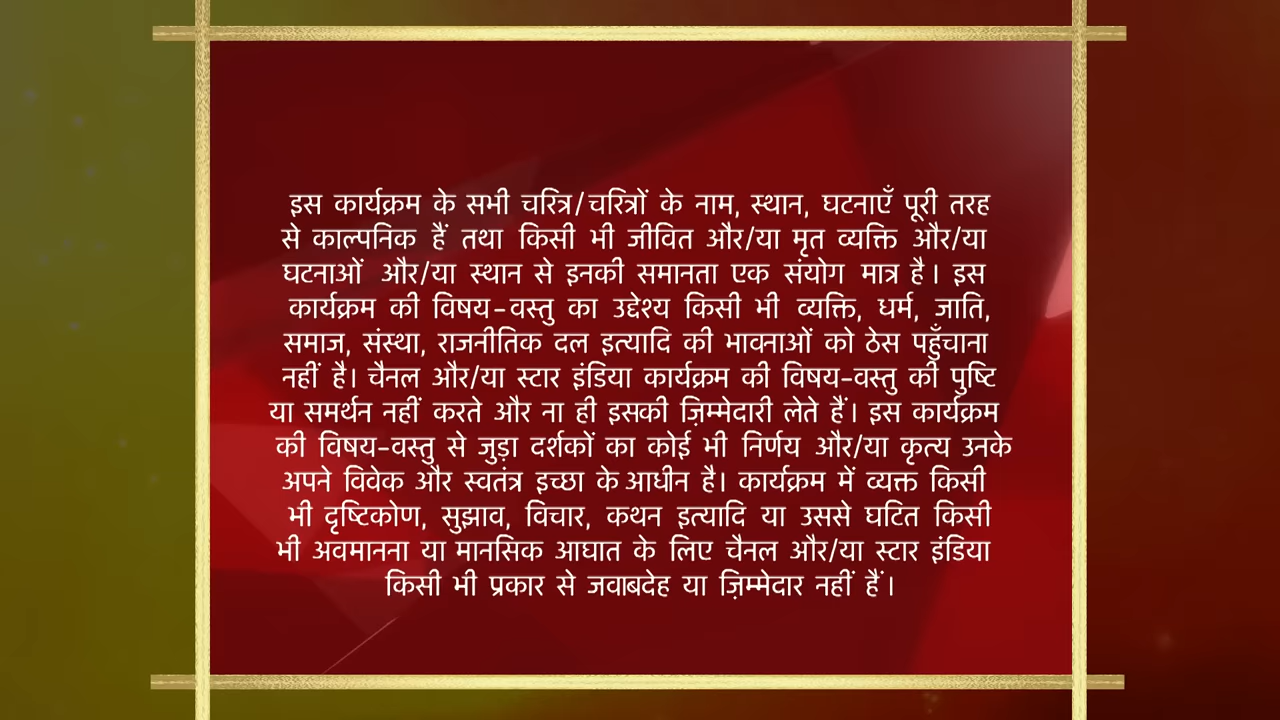 इस कार्यक्रम के सभी चरित्र/चरित्रों के नाम, स्थान, घटनाएँ पूरी तरह
से काल्पनिक हैं तथा किसी भी जीवित और/या मृत व्यक्ति और/या
घटनाओं और/या स्थान से इनकी समानता एक संयोग मात्र है। इस
कार्यक्रम की विषय-वस्तु का उद्देश्य किसी भी व्यक्ति, धर्म, जाति,
समाज, संस्था, राजनीतिक दल इत्यादि की भावनाओं को ठेस पहुँचाना
नहीं है। चैनल और/या स्टार इंडिया कार्यक्रम की विषय-वस्तु की पुष्टि
या समर्थन नहीं करते और ना ही इसकी ज़िम्मेदारी लेते हैं। इस कार्यक्रम
की विषय-वस्तु से जुड़ा दर्शकों का कोई भी निर्णय और/या कृत्य उनके
अपने विवेक और स्वतंत्र इच्छा के आधीन है। कार्यक्रम में व्यक्त किसी
भी दृष्टिकोण, सुझाव, विचार, कथन इत्यादि या उससे घटित किसी
भी अवमानना या मानसिक आघात के लिए चैनल और/या स्टार इंडिया
किसी भी प्रकार से जवाबदेह या ज़िम्मेदार नहीं हैं।